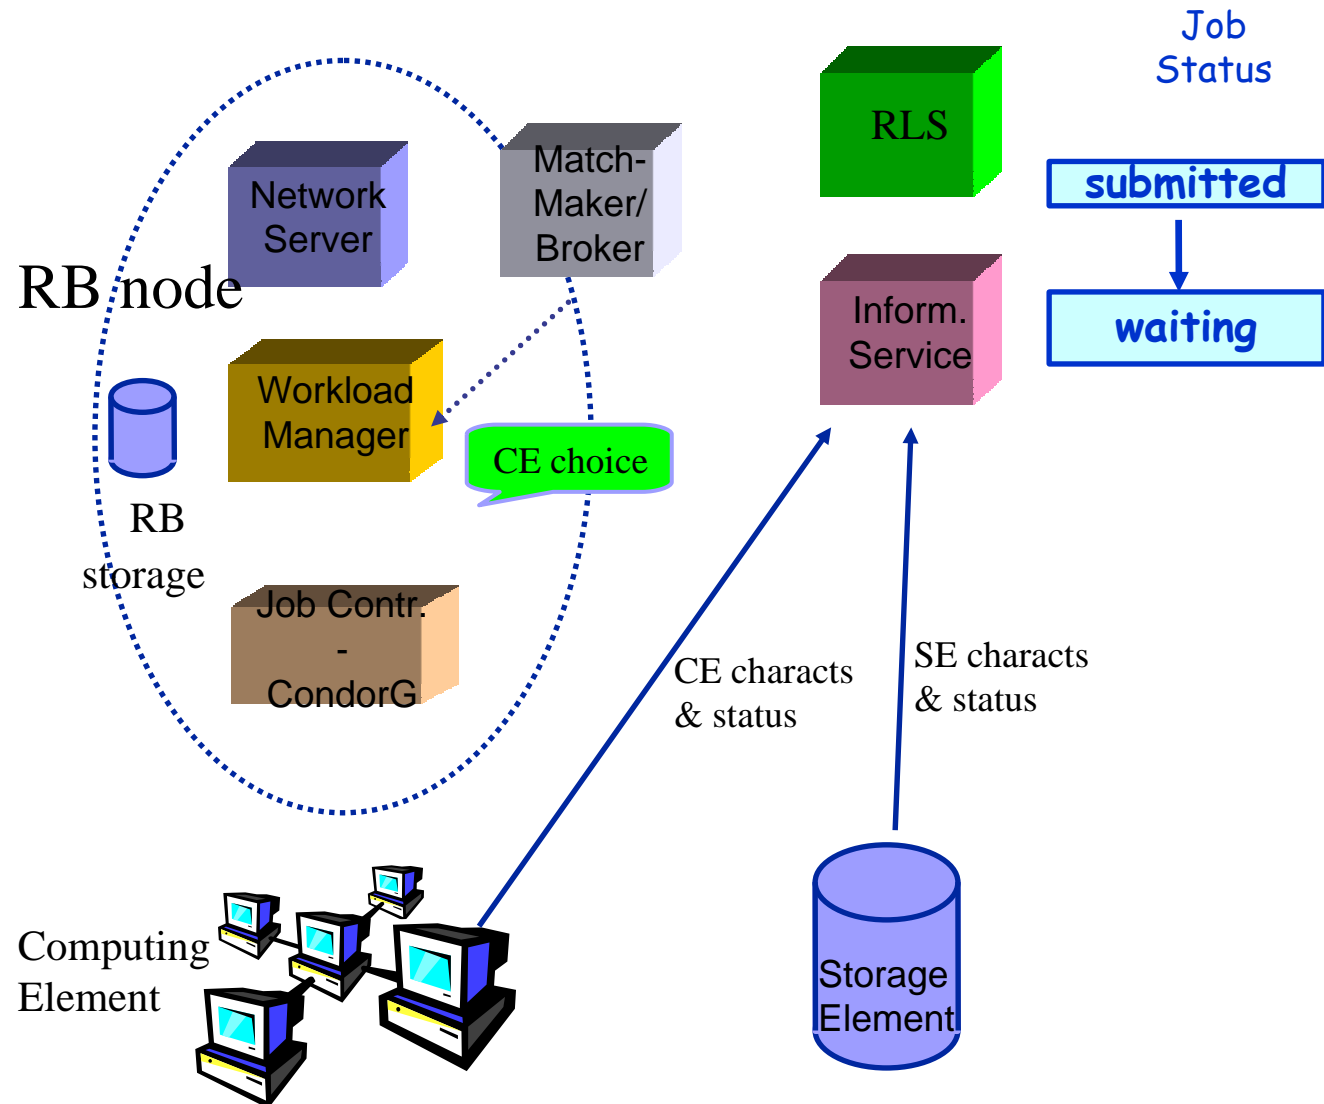 Job
Status
RLS
submitted
Match-
Maker/
Broker
Network
Server
RB node
Inform.
Service
waiting
Workload
Manager
CE choice
RB
storage
Job Contr.
-
CondorG
CE characts
& status
SE characts
& status
Computing
Element
Storage
Element